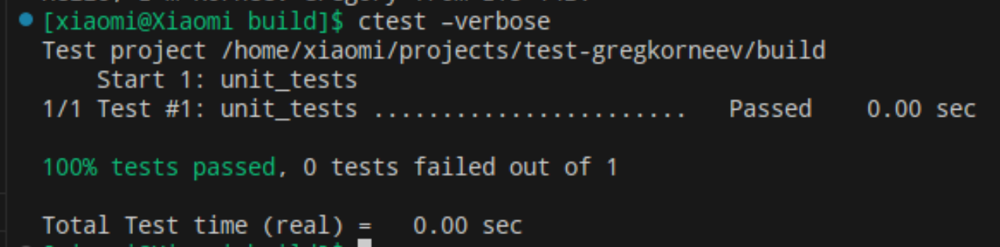 [xiaomi@Xiaomi build]$ ctest –verbose
Test project /home/xiaomi/projects/test-gregkorneev/build
    Start 1: unit_tests
1/1 Test #1: unit_tests .......................   Passed    0.00 sec

100% tests passed, 0 tests failed out of 1

Total Test time (real) =   0.00 sec